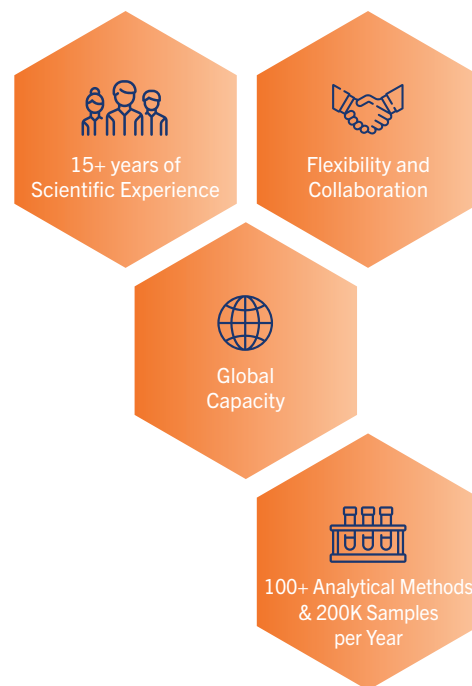 15+ years of
Scientific Experience
Flexibility and
Collaboration
Global
Capacity
100+ Analytical Methods
& 200K Samples
per Year